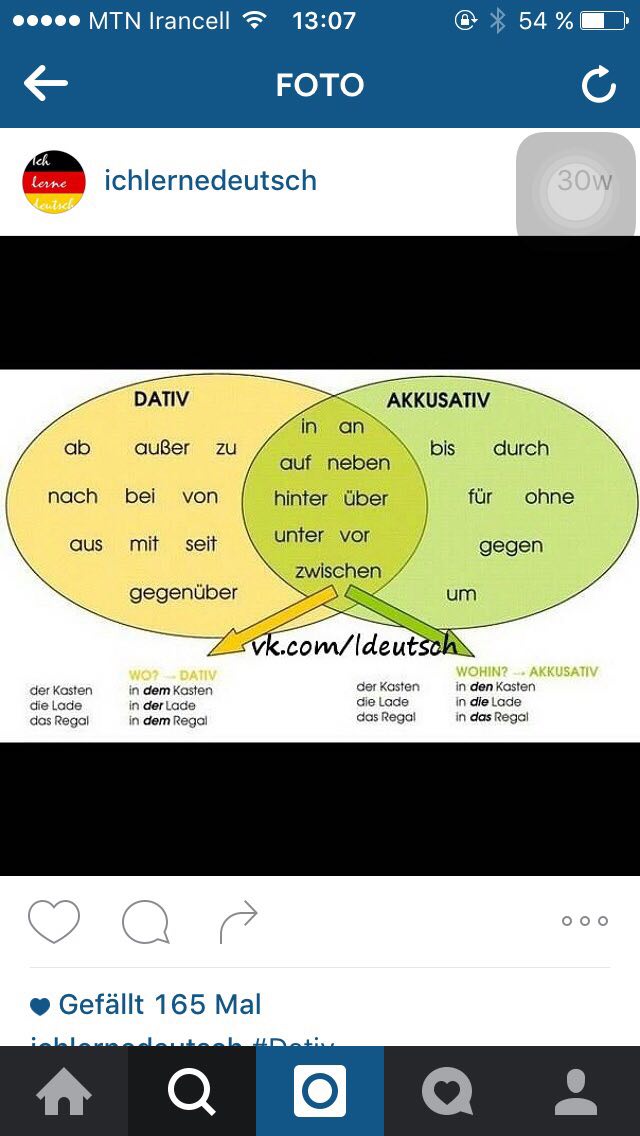 MTN Irancell 13:07 54 %
FOTO
Ich
lerne
deutsch
ichlernedeutsch 30w
DATIV AKKUSATIV
in an
ab außer zu
bis durch
auf neben
nach bei von
hinter über
für ohne
aus mit seit
unter vor
gegen
zwischen
gegenüber
um
vk.com/ldeutsch
WO? → DATIV
der Kasten in dem Kasten
die Lade in der Lade
das Regal in dem Regal
WOHIN? → AKKUSATIV
der Kasten in den Kasten
die Lade in die Lade
das Regal in das Regal
Gefällt 165 Mal
ichlernedeutsch #Dativ